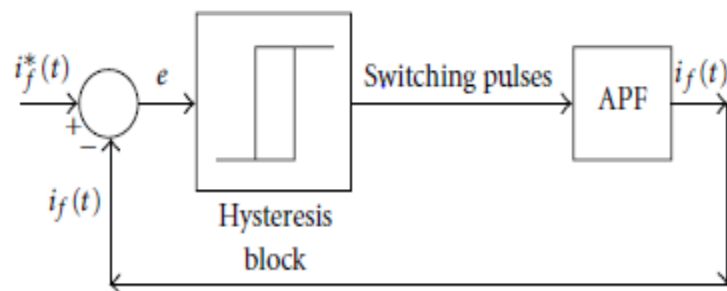 i*f(t)
e
Switching pulses
APF
if(t)
+
−
if(t)
Hysteresis
block